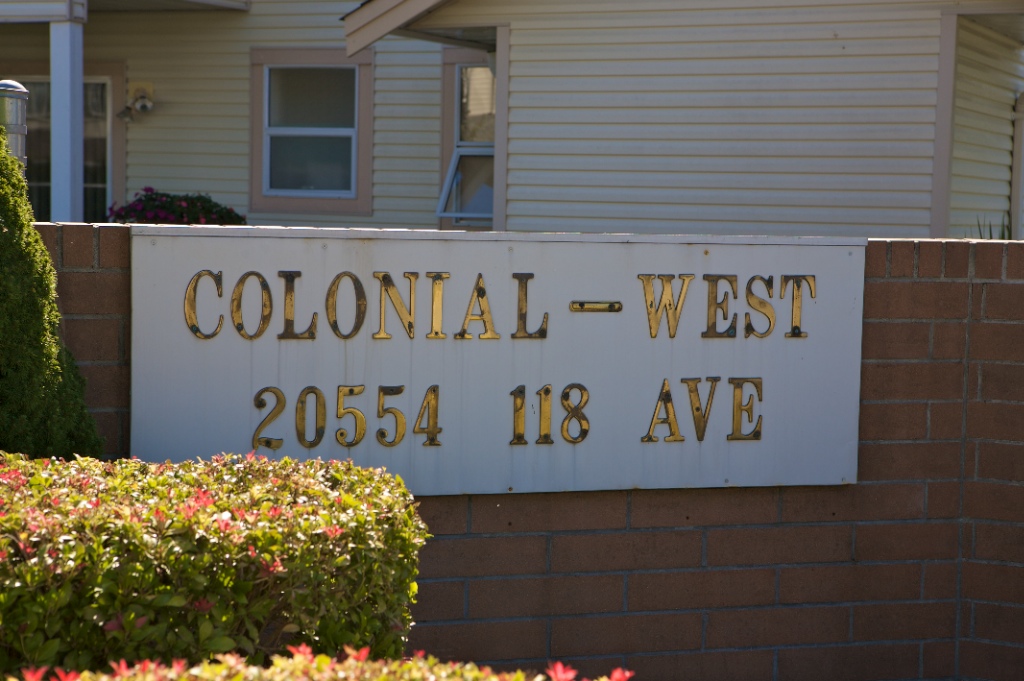 COLONIAL - WEST
20554 118 AVE